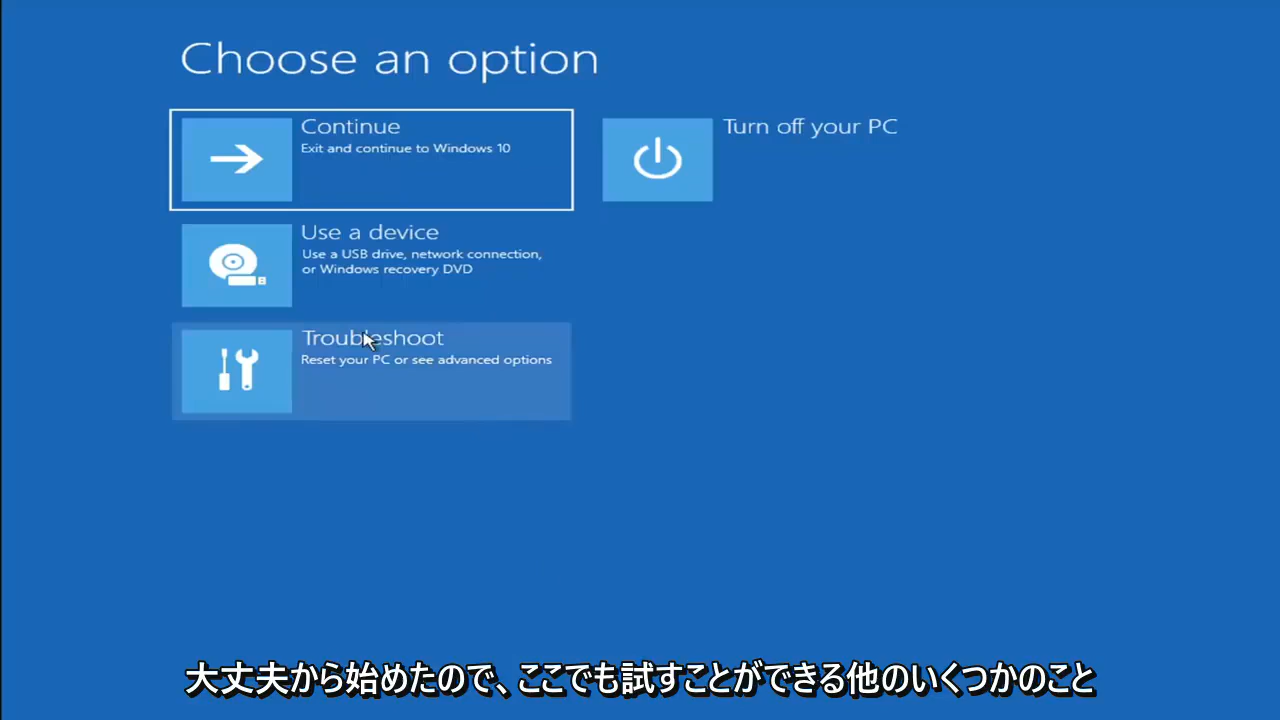 Choose an option
Continue
Exit and continue to Windows 10
Turn off your PC
Use a device
Use a USB drive, network connection,
or Windows recovery DVD
Troubleshoot
Reset your PC or see advanced options
大丈夫から始めたので、ここでも試すことができる他のいくつかのこと